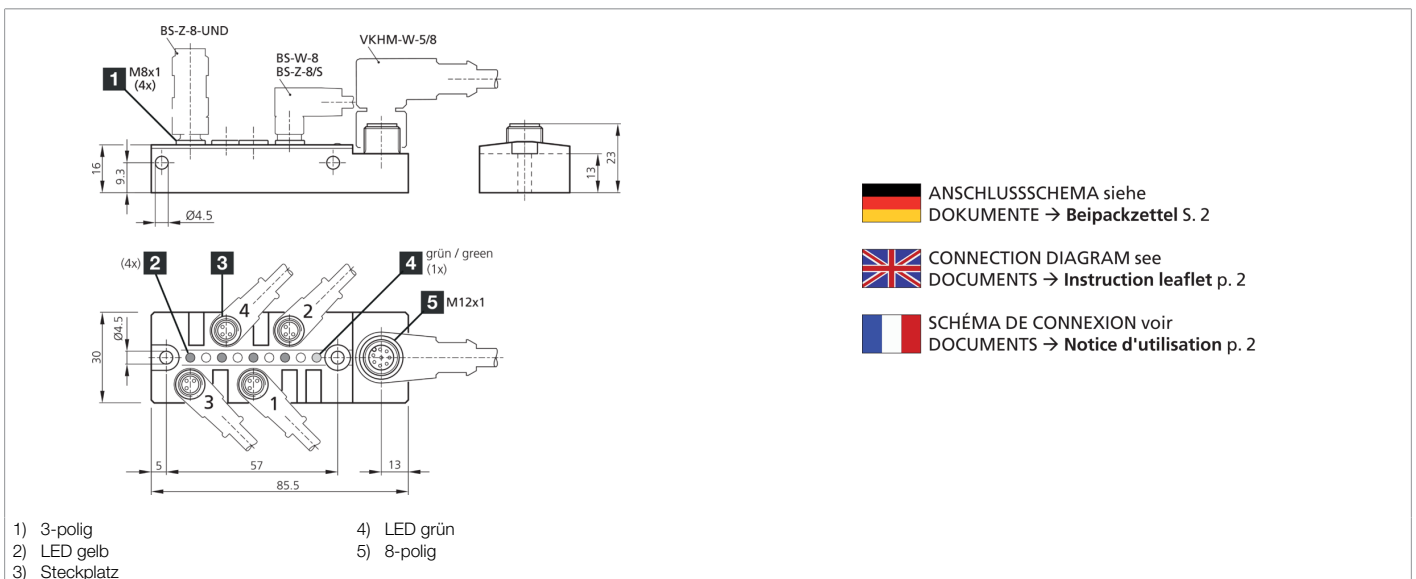 BS-Z-8-UND
VKHM-W-5/8
BS-W-8
BS-Z-8/S
1 M8x1
(4x)
16
9.3
Ø4.5
13
23
(4x) 2
3
4 grün / green
(1x)
5 M12x1
4
2
3
1
Ø4.5
30
5
57
13
85.5
ANSCHLUSSSCHEMA siehe
DOKUMENTE → Beipackzettel S. 2
CONNECTION DIAGRAM see
DOCUMENTS → Instruction leaflet p. 2
SCHÉMA DE CONNEXION voir
DOCUMENTS → Notice d'utilisation p. 2
1) 3-polig
2) LED gelb
3) Steckplatz
4) LED grün
5) 8-polig